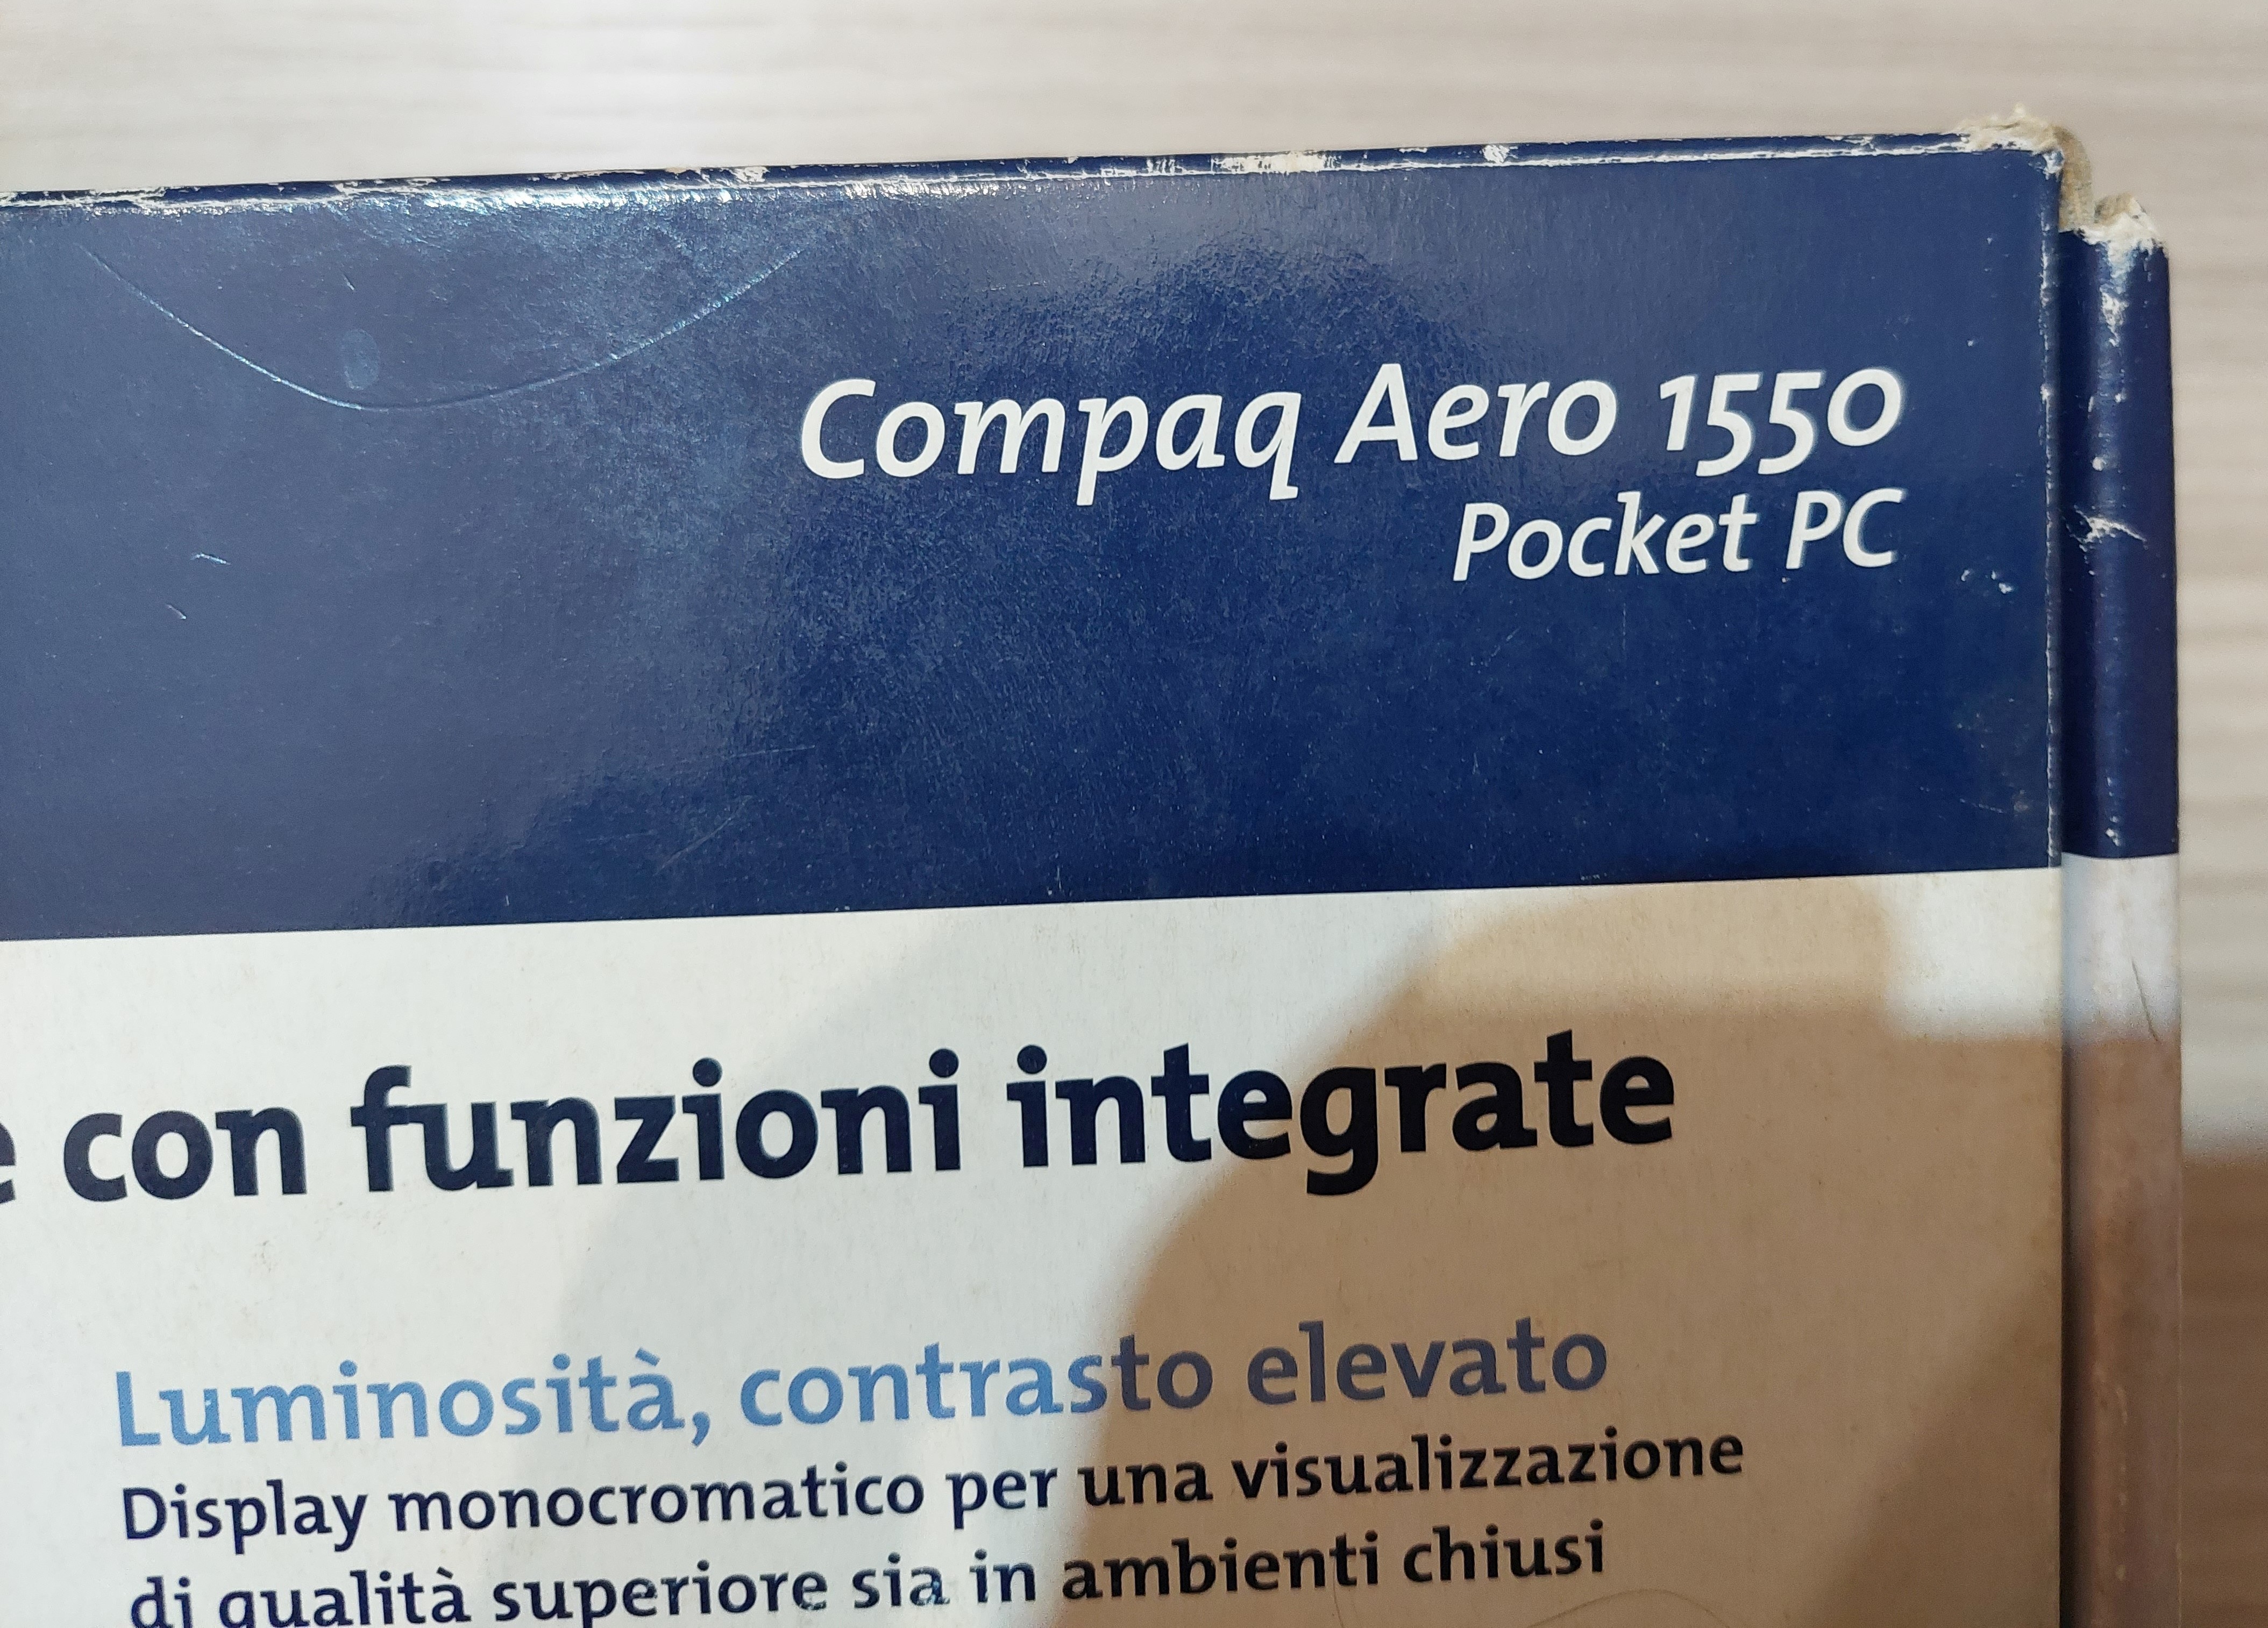 Compaq Aero 1550
Pocket PC
con funzioni integrate
Luminosità, contrasto elevato
Display monocromatico per una visualizzazione
di qualità superiore sia in ambienti chiusi